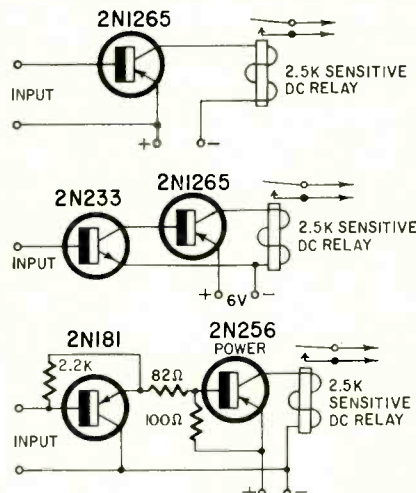 2N1265
INPUT
2.5K SENSITIVE
DC RELAY
+ -
2N233
2N1265
INPUT
2.5K SENSITIVE
DC RELAY
+ 6V -
2N181
2N256
POWER
2.2K
82Ω
100Ω
2.5K
SENSITIVE
DC RELAY
INPUT
+ -